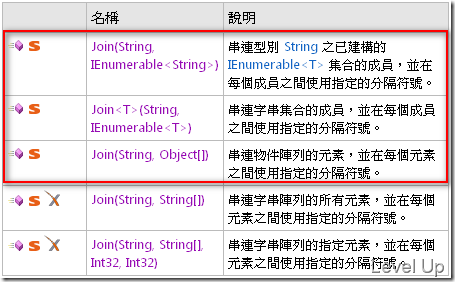 名稱 說明
Join(String, 串連型別 String 之已建構的
IEnumerable<String>) IEnumerable<T> 集合的成員，並在
每個成員之間使用指定的分隔符號。
Join<T>(String, 串連字串集合的成員，並在每個成員
IEnumerable<T>) 之間使用指定的分隔符號。
Join(String, Object[]) 串連物件陣列的元素，並在每個元素
之間使用指定的分隔符號。
Join(String, String[]) 串連字串陣列的所有元素，並在每個
元素之間使用指定的分隔符號。
Join(String, String[], 串連字串陣列的指定元素，並在每個
Int32, Int32) 元素之間使用指定的分隔符號。
Level Up